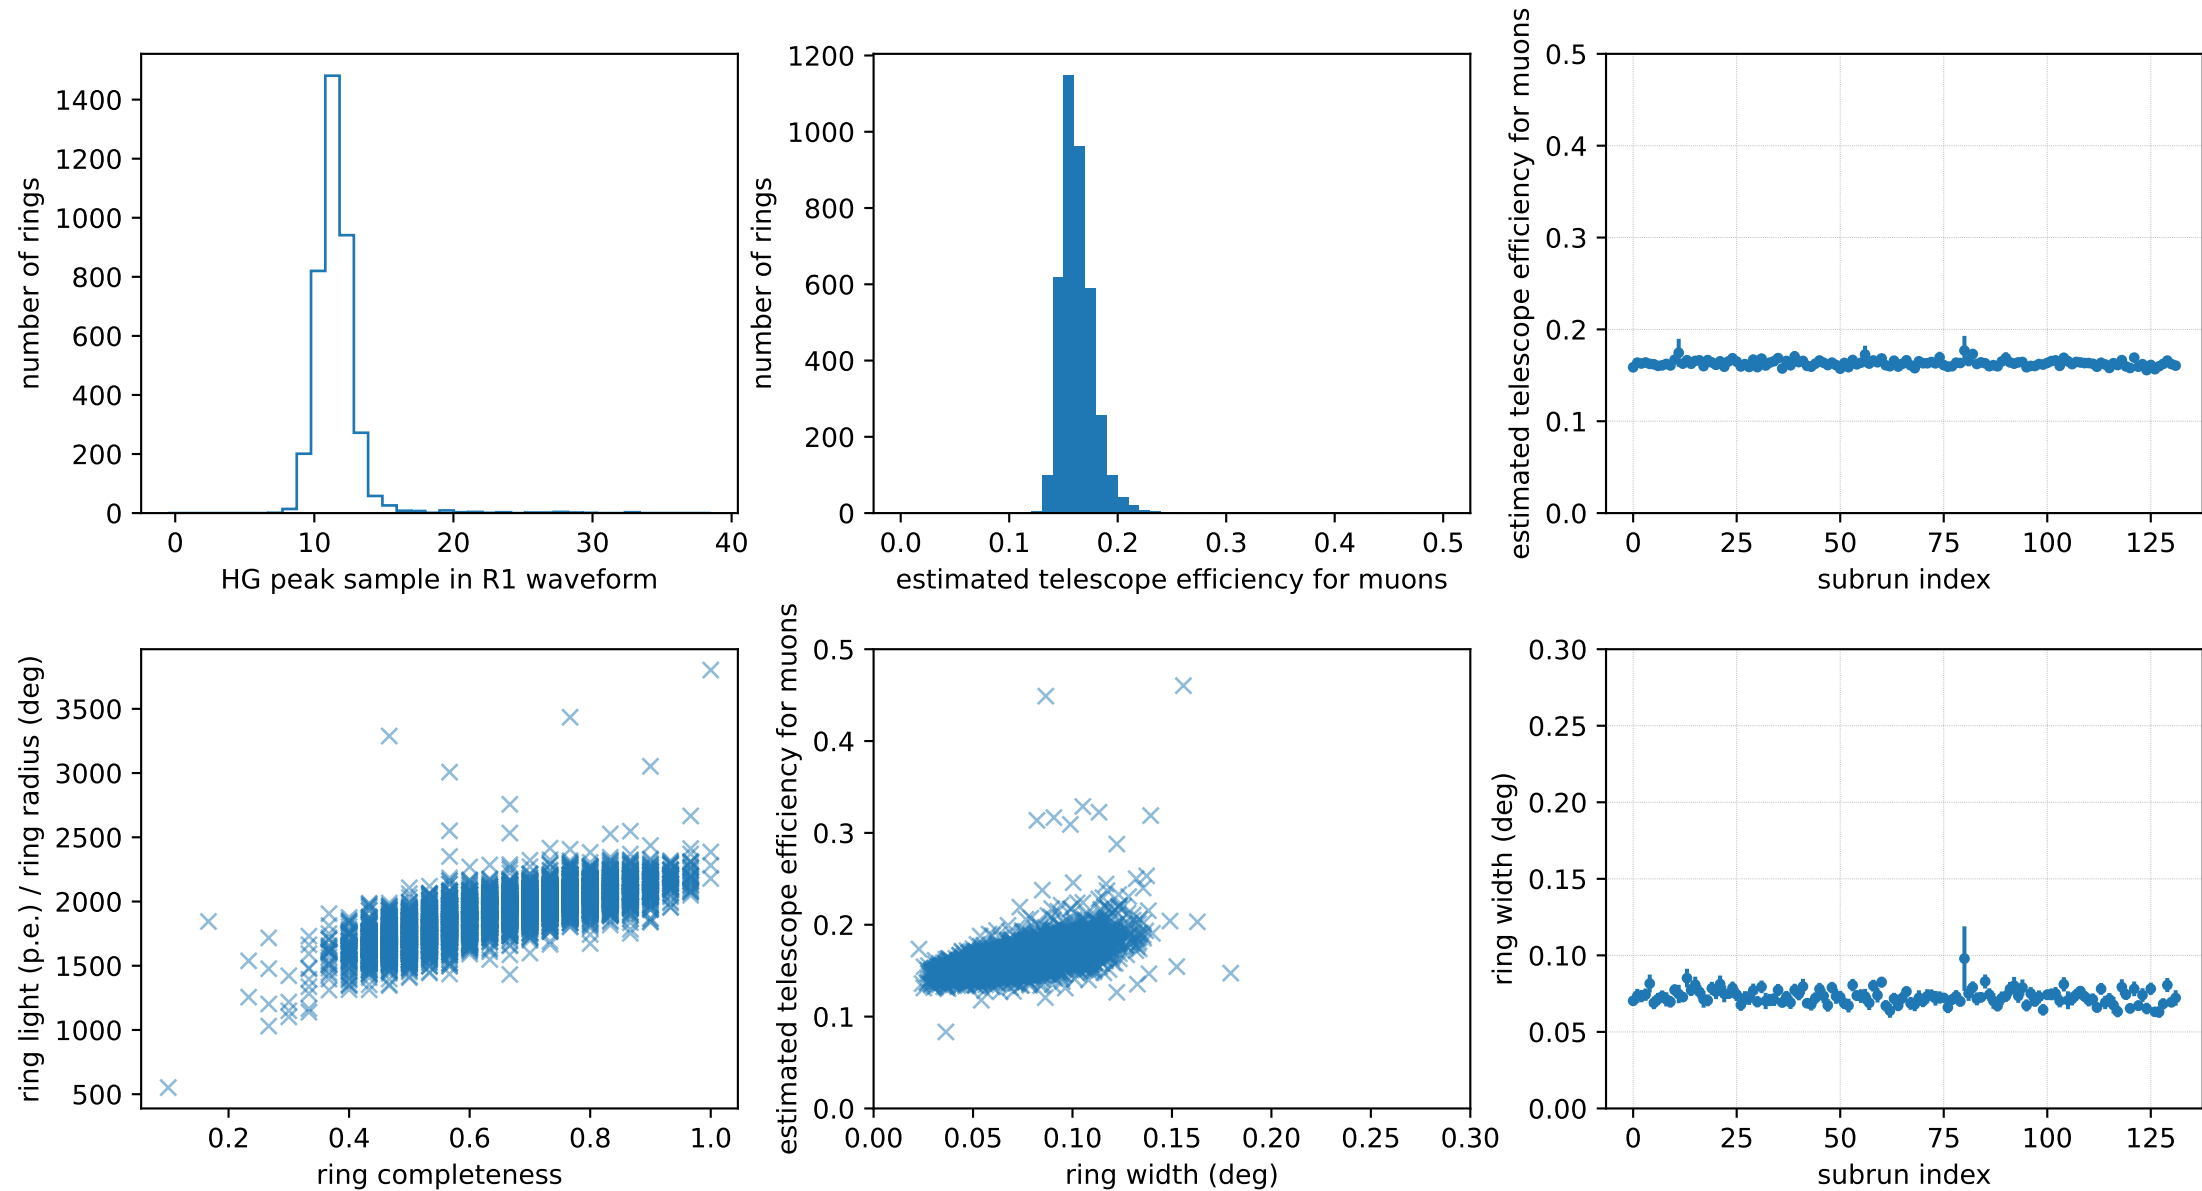 1400
1200
1000
800
600
400
200
0
number of rings
0 10 20 30 40
HG peak sample in R1 waveform
1200
1000
800
600
400
200
0
number of rings
0.0 0.1 0.2 0.3 0.4 0.5
estimated telescope efficiency for muons
0.5
0.4
0.3
0.2
0.1
0.0
estimated telescope efficiency for muons
0 25 50 75 100 125
subrun index
3500
3000
2500
2000
1500
1000
500
ring light (p.e.) / ring radius (deg)
0.2 0.4 0.6 0.8 1.0
ring completeness
0.5
0.4
0.3
0.2
0.1
0.0
estimated telescope efficiency for muons
0.00 0.05 0.10 0.15 0.20 0.25 0.30
ring width (deg)
0.30
0.25
0.20
0.15
0.10
0.05
0.00
ring width (deg)
0 25 50 75 100 125
subrun index